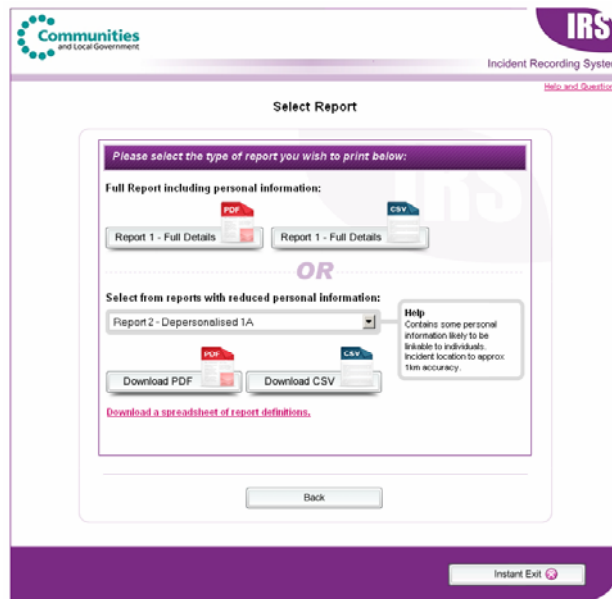 Communities
and Local Government
IRS
Incident Recording System
Help and Question
Select Report
Please select the type of report you wish to print below:
Full Report including personal information:
PDF
CSV
Report 1 - Full Details
Report 1 - Full Details
OR
Select from reports with reduced personal information:
Report 2 - Depersonalised 1A
Help
Contains some personal
information likely to be
linkable to individuals.
Incident location to approx
1km accuracy.
PDF
CSV
Download PDF
Download CSV
Download a spreadsheet of report definitions.
Back
Instant Exit